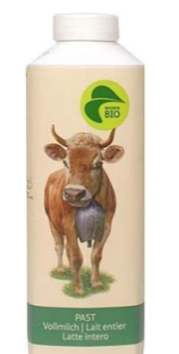 BIO
PAST
Vollmilch | Lait entier
Latte intero